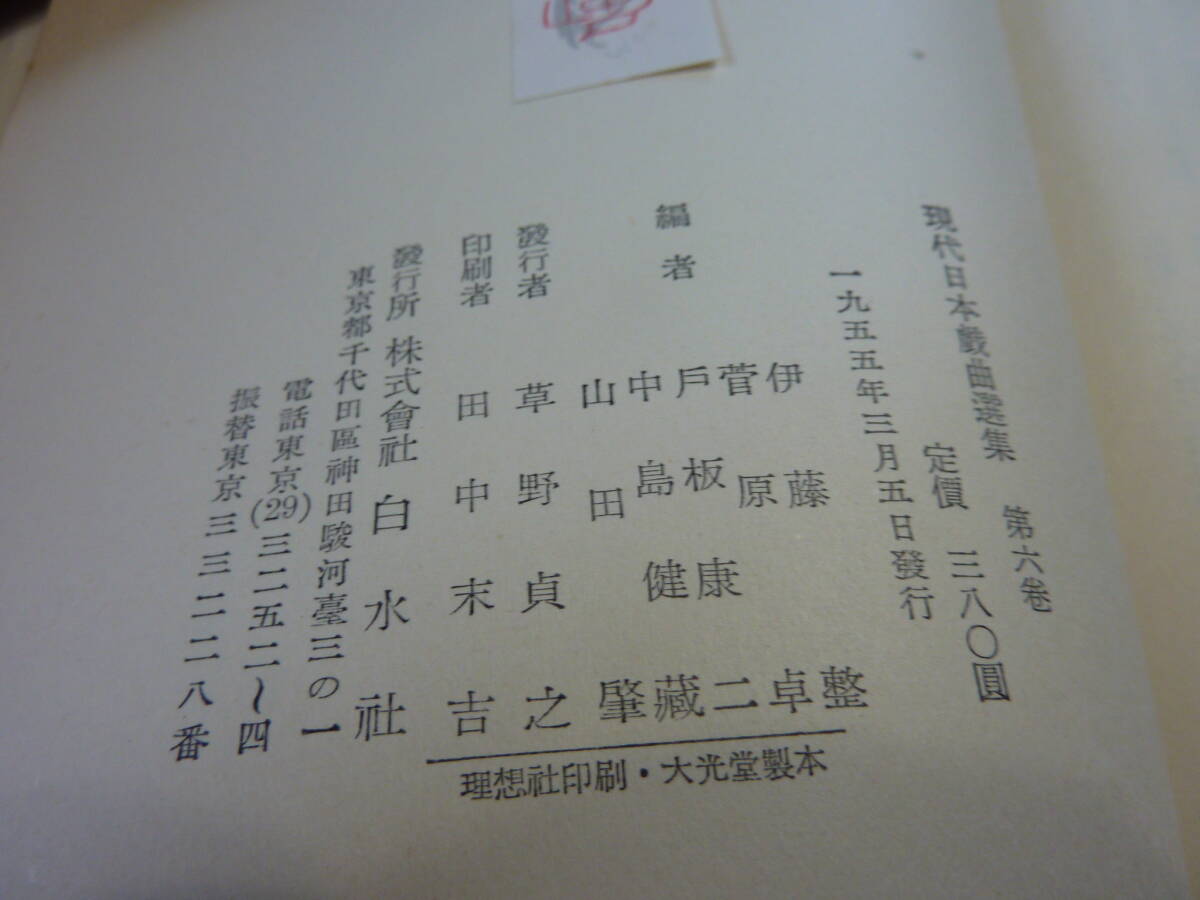 現代日本戯曲選集 第六卷
定價 三八〇圓
一九五五年三月五日發行
編者
伊藤整
菅原卓
戶板康二
中島健藏
山田肇
發行者 草野貞之
印刷者 田中末吉
發行所 株式會社 白水社
東京都千代田區神田駿河臺三の一
電話東京(29)三二五二~四
振替東京三三二二八番
理想社印刷・大光堂製本